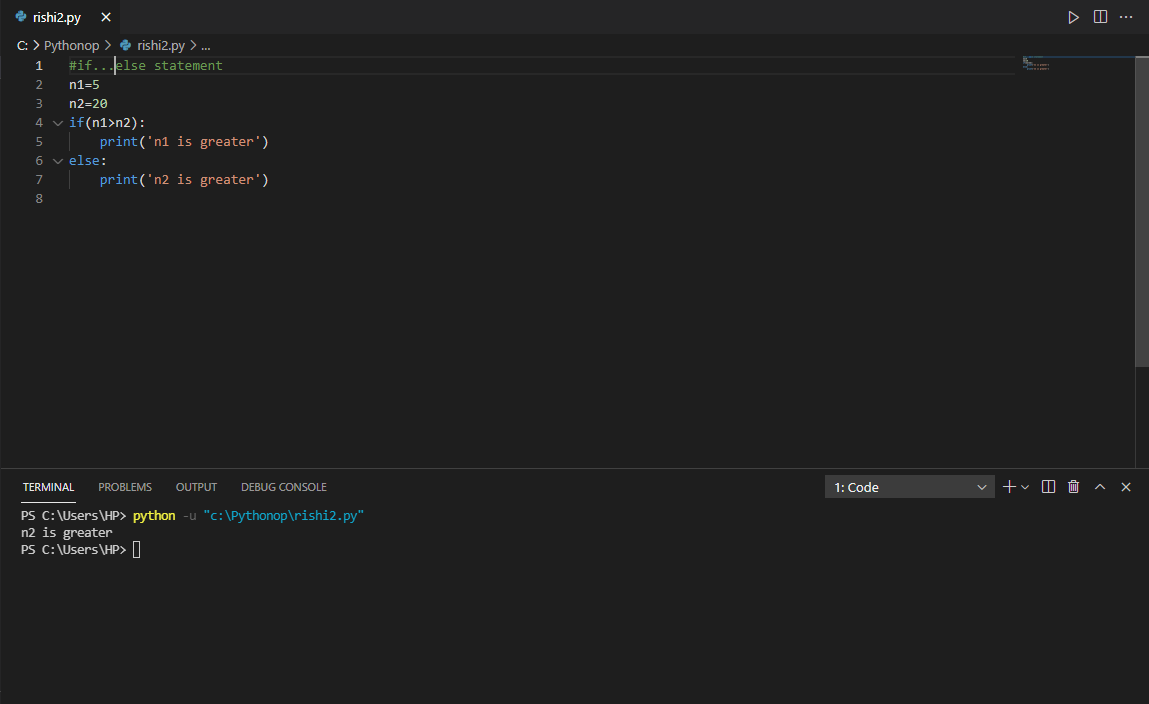 rishi2.py
C: > Pythonop > rishi2.py > ...
1 #if...else statement
2 n1=5
3 n2=20
4 if(n1>n2):
5     print('n1 is greater')
6 else:
7     print('n2 is greater')
8
TERMINAL PROBLEMS OUTPUT DEBUG CONSOLE 1: Code
PS C:\Users\HP> python -u "c:\Pythonop\rishi2.py"
n2 is greater
PS C:\Users\HP>